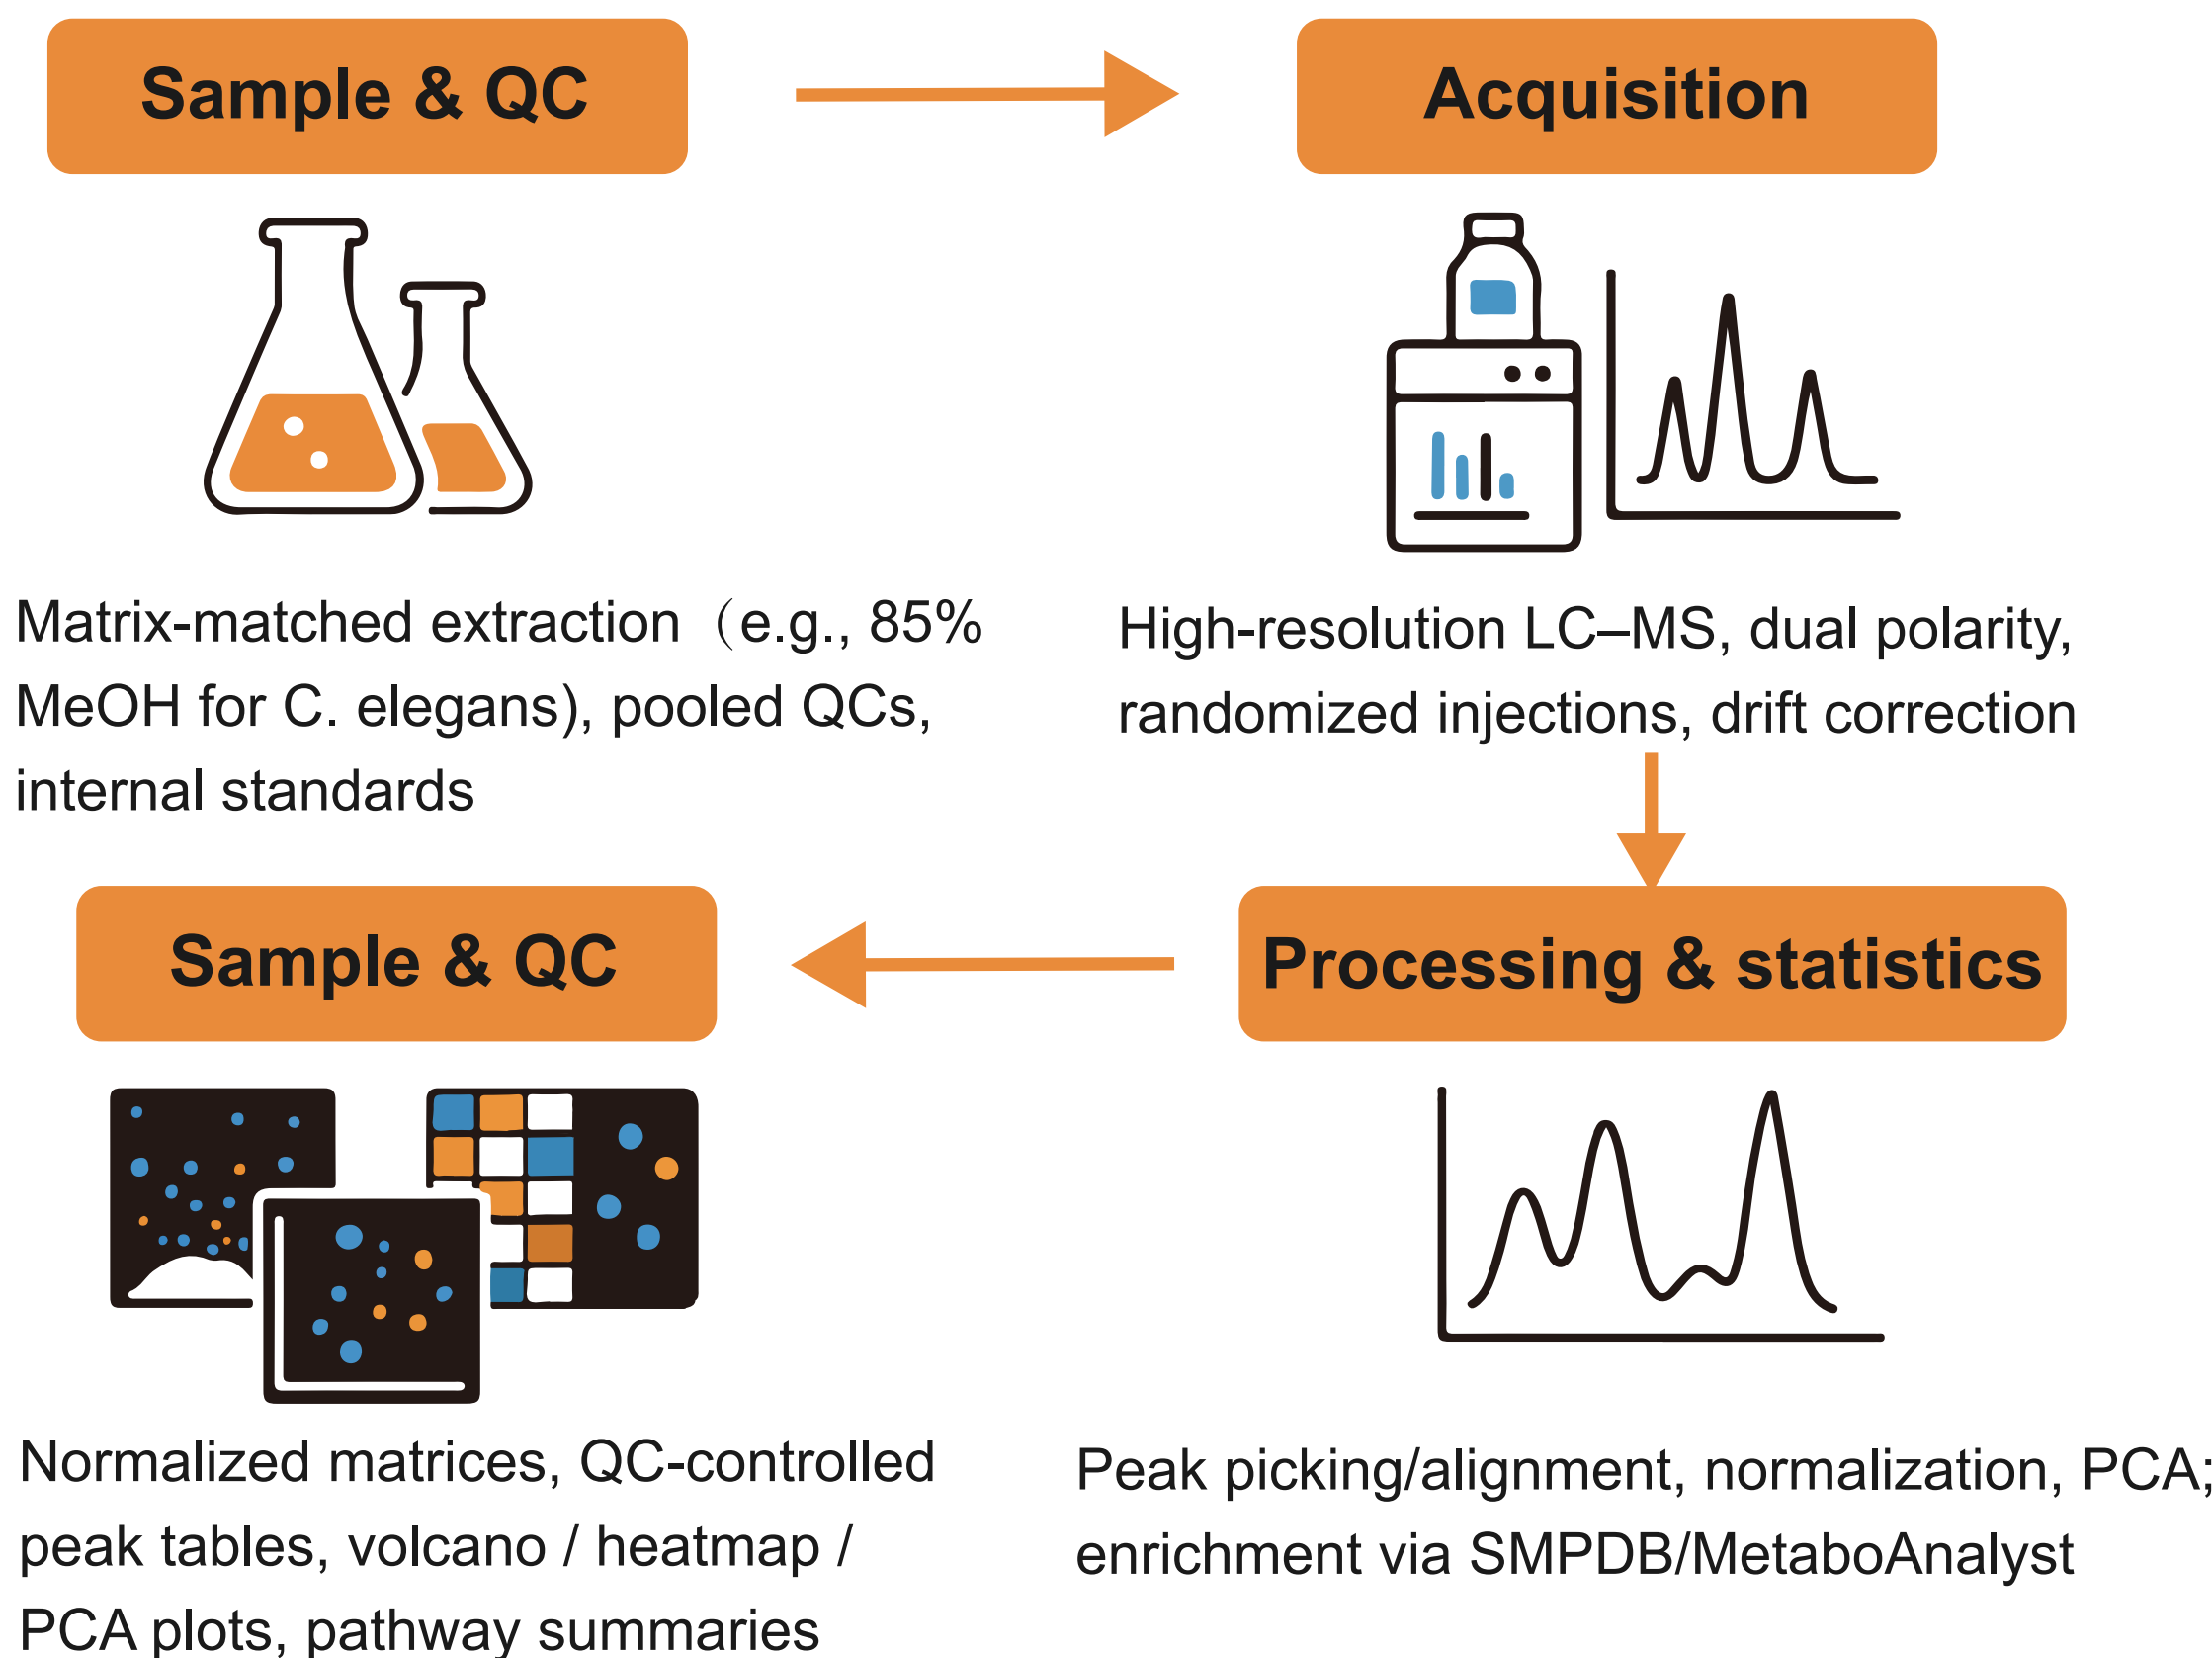 Sample & QC
Acquisition
Matrix-matched extraction（e.g., 85%
MeOH for C. elegans), pooled QCs,
internal standards
High-resolution LC–MS, dual polarity,
randomized injections, drift correction
Processing & statistics
Peak picking/alignment, normalization, PCA;
enrichment via SMPDB/MetaboAnalyst
Sample & QC
Normalized matrices, QC-controlled
peak tables, volcano / heatmap /
PCA plots, pathway summaries